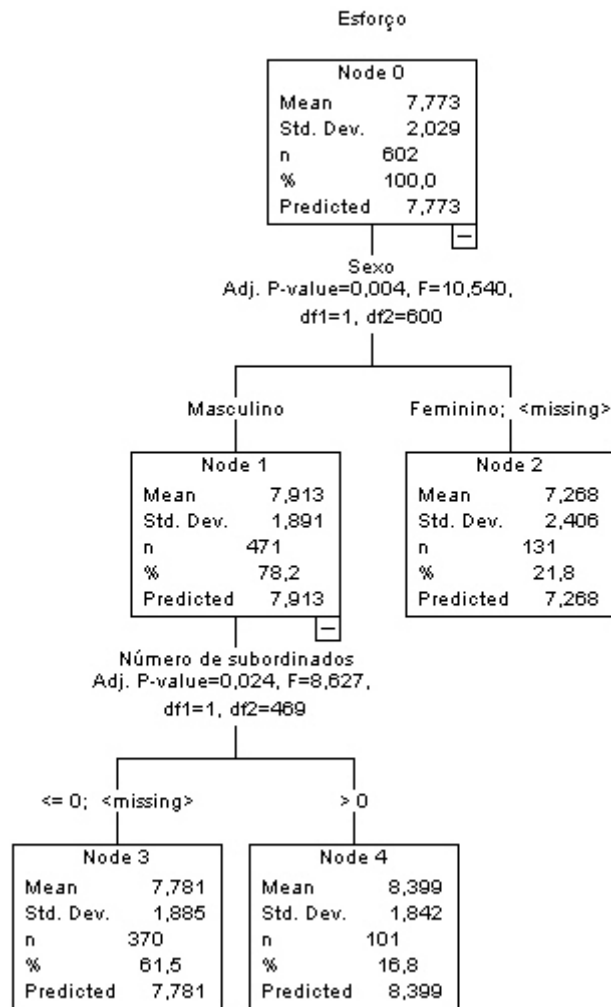 Esforço
Node 0
Mean 7,773
Std. Dev. 2,029
n 602
% 100,0
Predicted 7,773
Sexo
Adj. P-value=0,004, F=10,540,
df1=1, df2=600
Masculino
Feminino; <missing>
Node 1
Mean 7,913
Std. Dev. 1,891
n 471
% 78,2
Predicted 7,913
Node 2
Mean 7,268
Std. Dev. 2,406
n 131
% 21,8
Predicted 7,268
Número de subordinados
Adj. P-value=0,024, F=8,627,
df1=1, df2=469
<= 0; <missing>
> 0
Node 3
Mean 7,781
Std. Dev. 1,885
n 370
% 61,5
Predicted 7,781
Node 4
Mean 8,399
Std. Dev. 1,842
n 101
% 16,8
Predicted 8,399